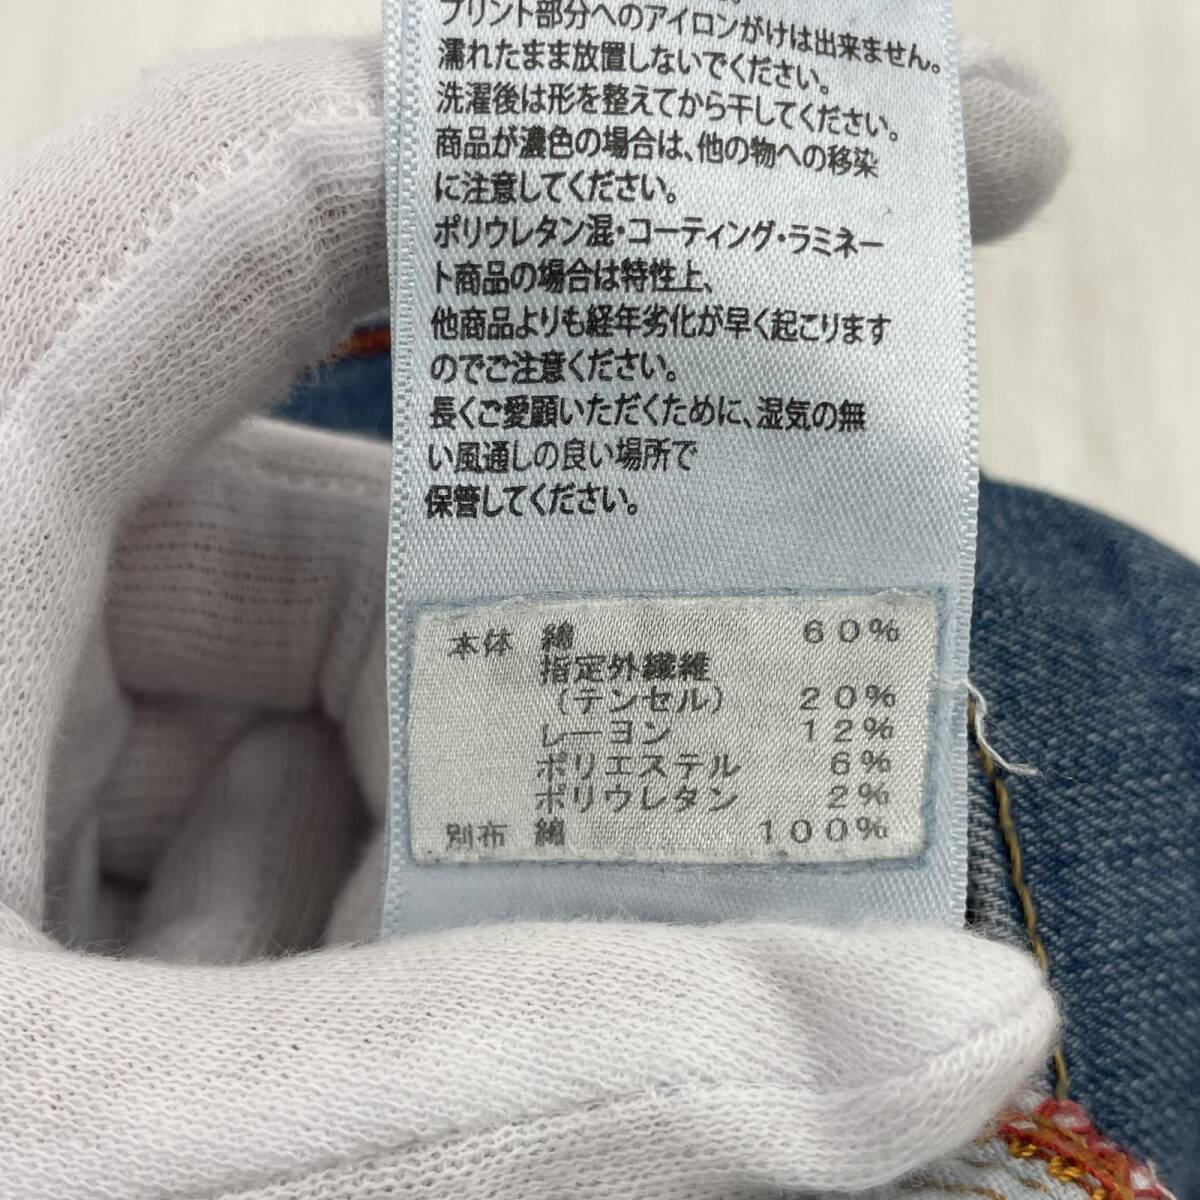 プリント部分へのアイロンがけは出来ません。
濡れたまま放置しないでください。
洗濯後は形を整えてから干してください。
商品が濃色の場合は、他の物への移染
に注意してください。
ポリウレタン混・コーティング・ラミネー
ト商品の場合は特性上、
他商品よりも経年劣化が早く起こります
のでご注意ください。
長くご愛顧いただくために、湿気の無
い風通しの良い場所で
保管してください。
本体 綿 60%
指定外繊維
(テンセル) 20%
レーヨン 12%
ポリエステル 6%
ポリウレタン 2%
別布 綿 100%